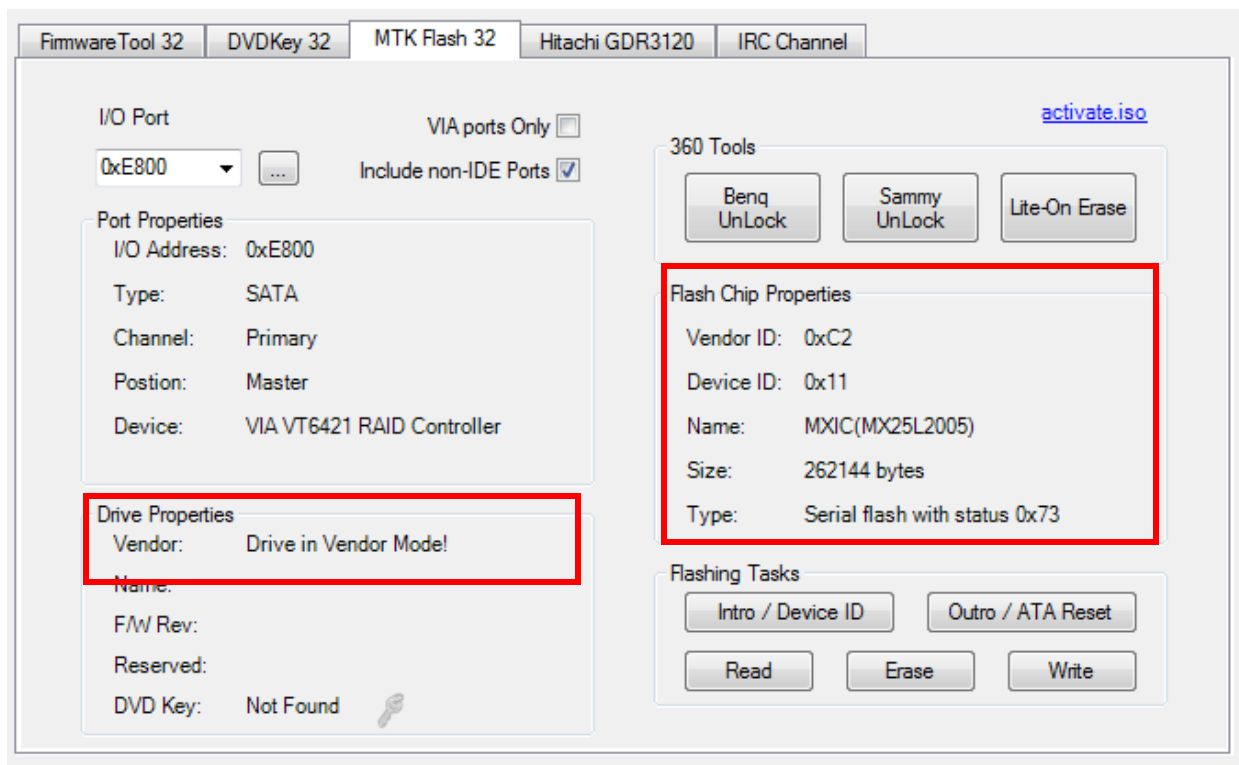 FirmwareTool 32
DVDKey 32
MTK Flash 32
Hitachi GDR3120
IRC Channel
I/O Port
VIA ports Only
0xE800
...
Include non-IDE Ports
Port Properties
I/O Address: 0xE800
Type: SATA
Channel: Primary
Postion: Master
Device: VIA VT6421 RAID Controller
Drive Properties
Vendor: Drive in Vendor Mode!
Name:
F/W Rev:
Reserved:
DVD Key: Not Found
activate.iso
360 Tools
Benq
UnLock
Sammy
UnLock
Lite-On Erase
Flash Chip Properties
Vendor ID: 0xC2
Device ID: 0x11
Name: MXIC(MX25L2005)
Size: 262144 bytes
Type: Serial flash with status 0x73
Flashing Tasks
Intro / Device ID
Outro / ATA Reset
Read
Erase
Write